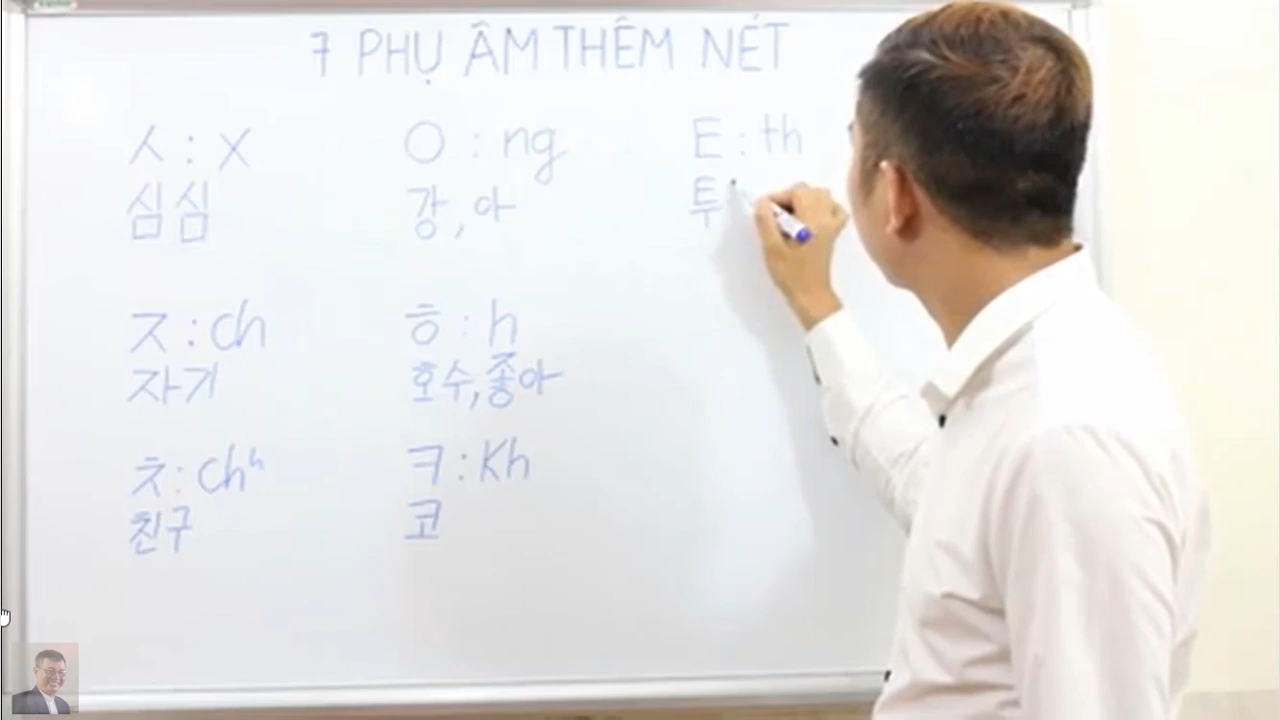 7 PHỤ ÂM THÊM NÉT
ㅅ : X
심심
ㅈ : ch
자기
ㅊ : chʰ
친구
ㅇ : ng
강, 아
ㅎ : h
호수, 좋아
ㅋ : Kh
코
ㅌ : th
투